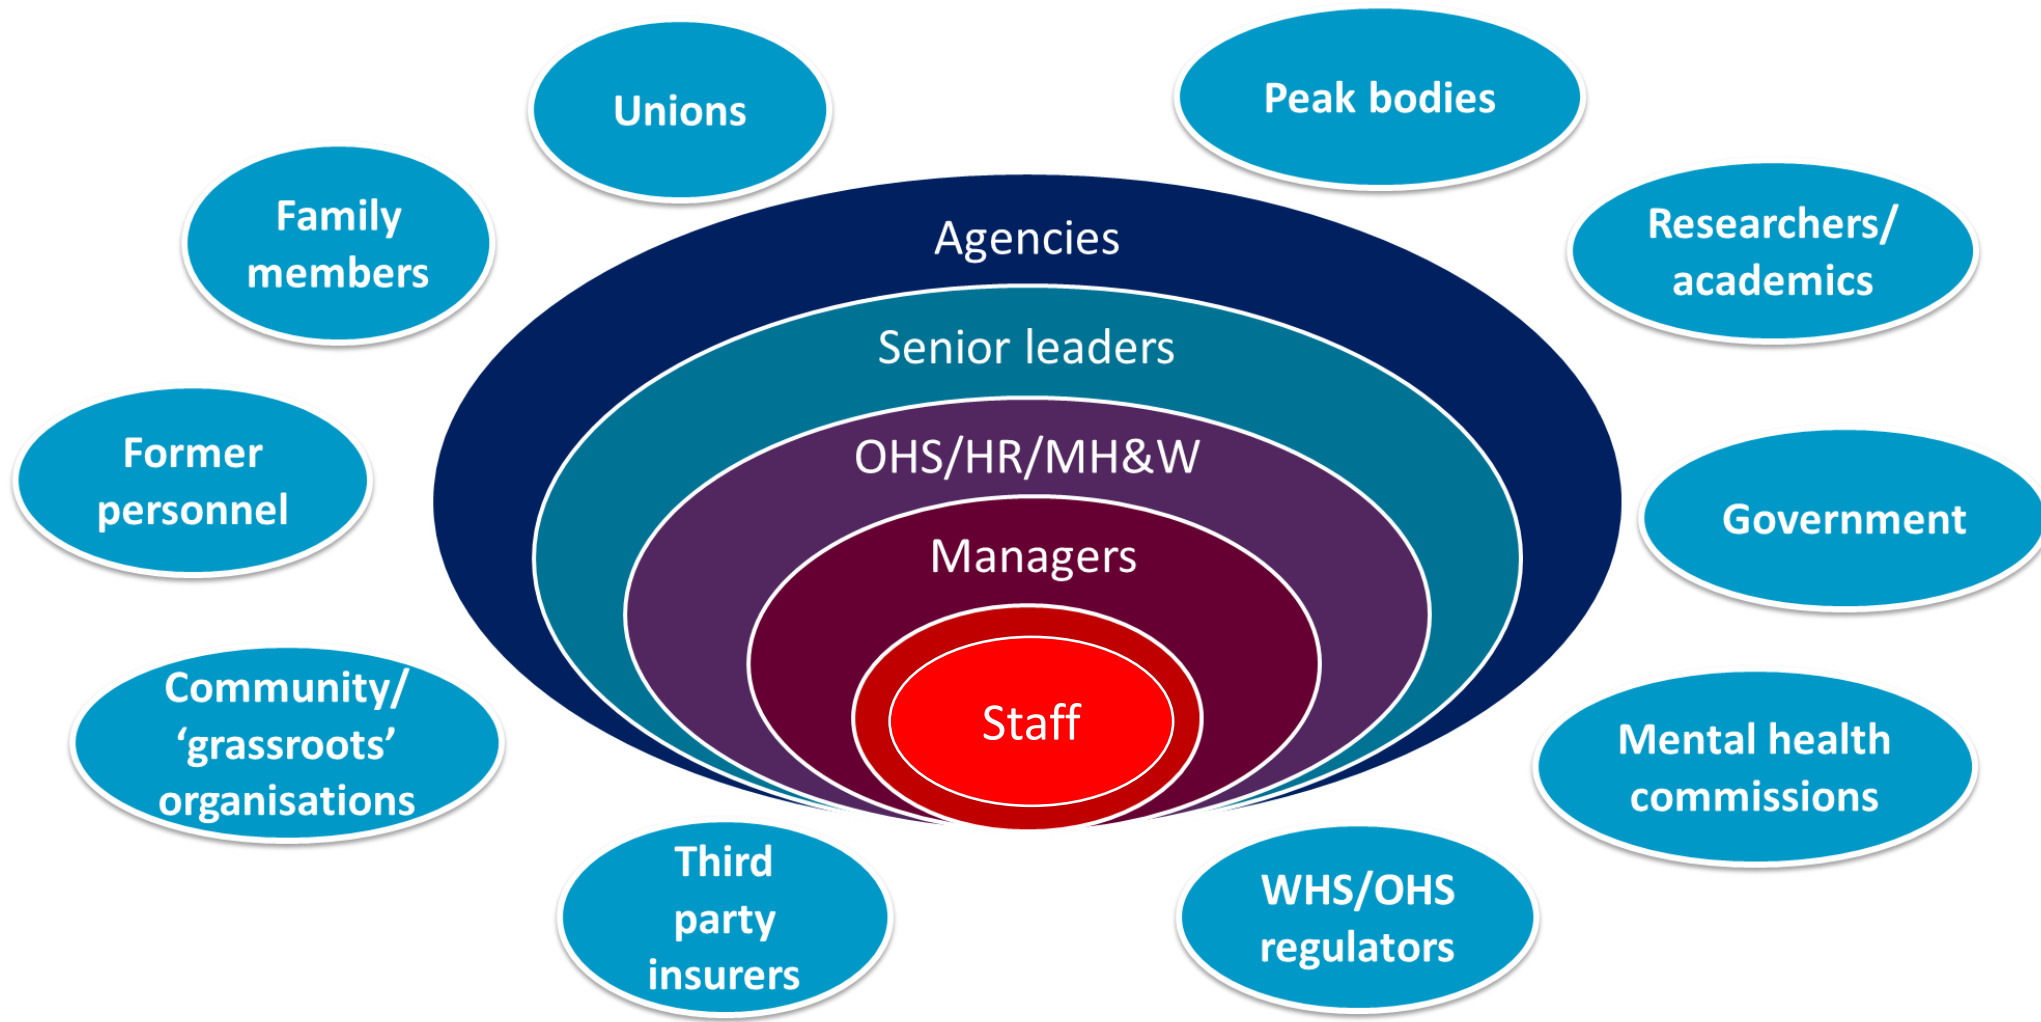 Unions
Peak bodies
Family
members
Researchers/
academics
Agencies
Senior leaders
OHS/HR/MH&W
Managers
Staff
Former
personnel
Government
Community/
‘grassroots’
organisations
Mental health
commissions
Third
party
insurers
WHS/OHS
regulators